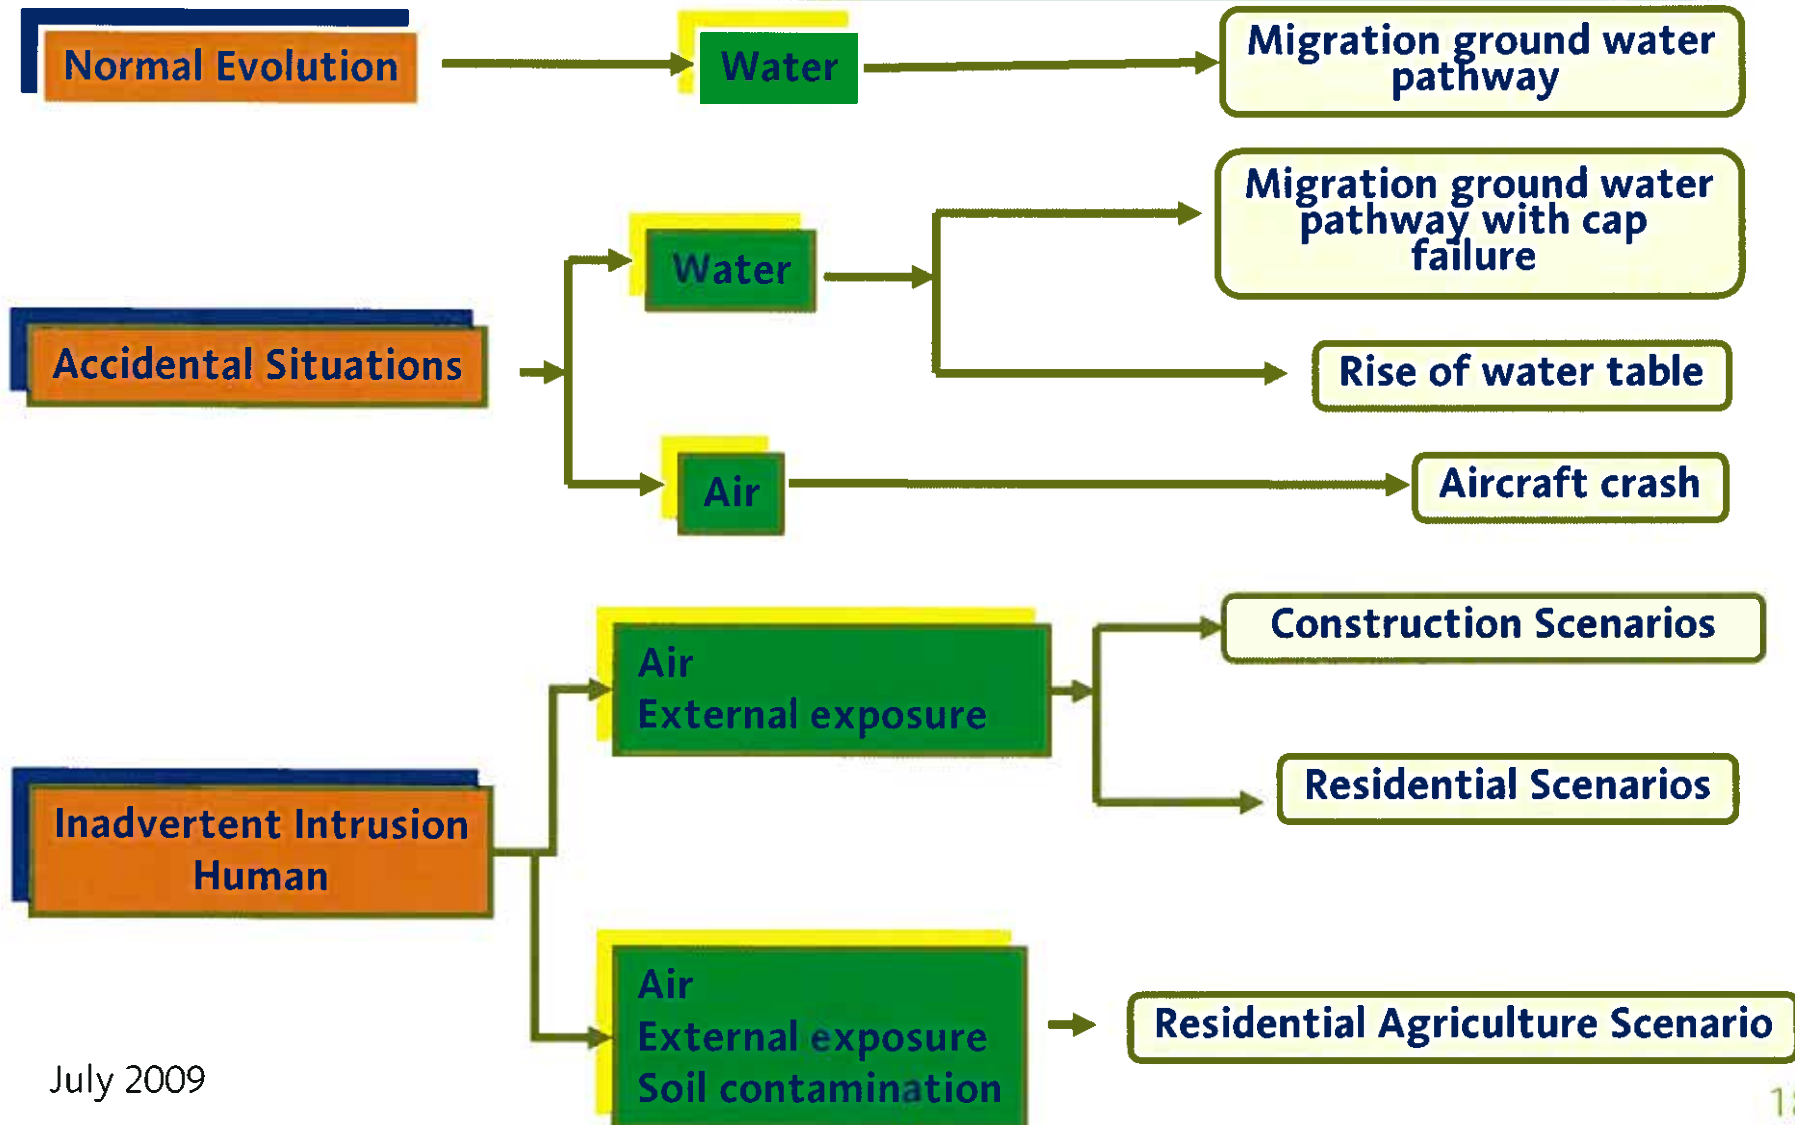 Normal Evolution
Water
Migration ground water
pathway
Accidental Situations
Water
Migration ground water
pathway with cap
failure
Rise of water table
Air
Aircraft crash
Inadvertent Intrusion
Human
Air
External exposure
Construction Scenarios
Residential Scenarios
Air
External exposure
Soil contamination
Residential Agriculture Scenario
July 2009